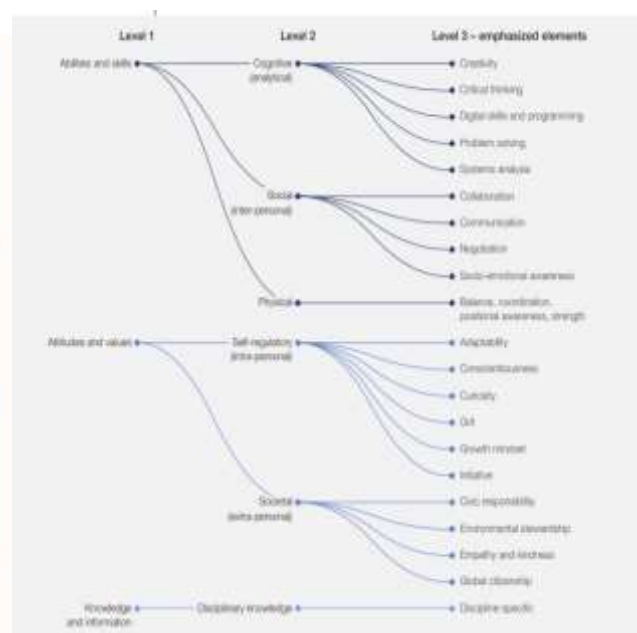 Level 1
Level 2
Level 3 – emphasized elements
Abilities and skills
Cognitive
(analytical)
Creativity
Critical thinking
Digital skills and programming
Problem solving
Systems analysis
Social
(inter-personal)
Collaboration
Communication
Negotiation
Socio-emotional awareness
Physical
Balance, coordination,
positional awareness, strength
Attitudes and values
Self-regulatory
(intra-personal)
Adaptability
Conscientiousness
Curiosity
Grit
Growth mindset
Initiative
Societal
(extra-personal)
Civic responsibility
Environmental stewardship
Empathy and kindness
Global citizenship
Knowledge
and information
Disciplinary knowledge
Discipline specific